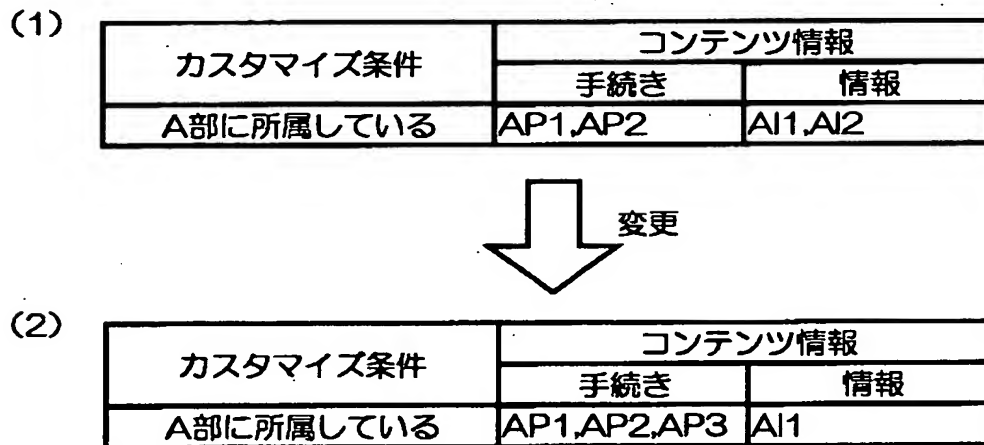 (1)
カスタマイズ条件 コンテンツ情報
手続き 情報
A部に所属している AP1,AP2 AI1,AI2
変更
(2)
カスタマイズ条件 コンテンツ情報
手続き 情報
A部に所属している AP1,AP2,AP3 AI1